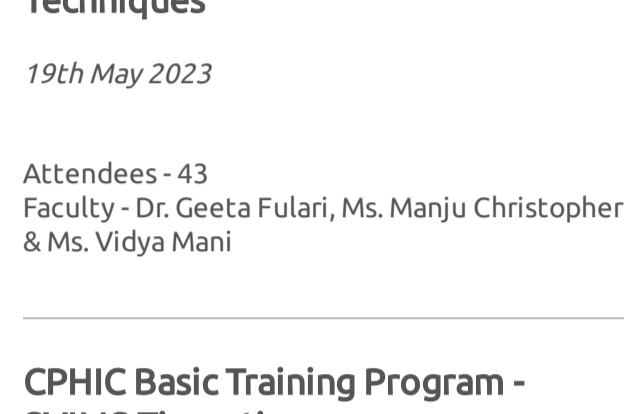 Techniques
19th May 2023
Attendees - 43
Faculty - Dr. Geeta Fulari, Ms. Manju Christopher
& Ms. Vidya Mani
CPHIC Basic Training Program -